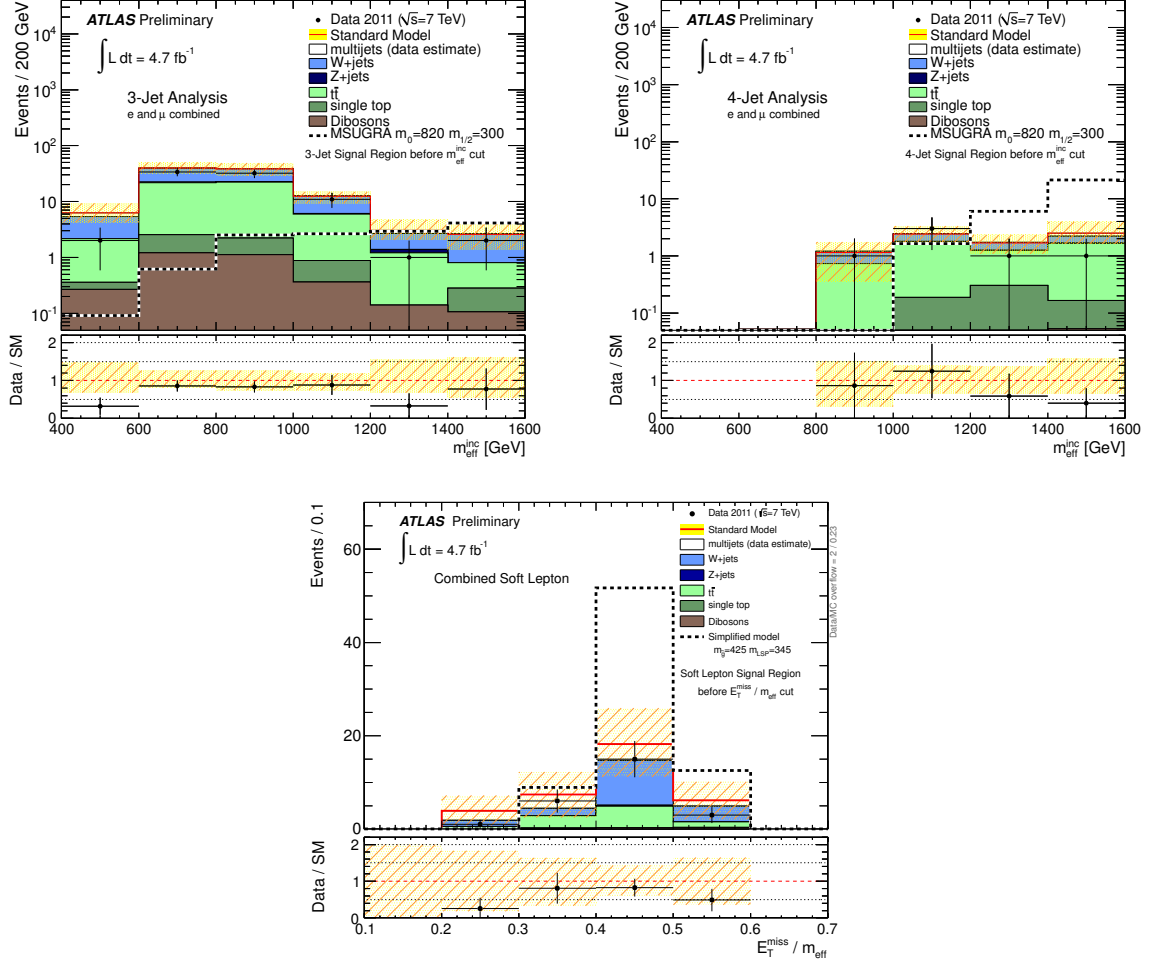 ATLAS Preliminary
∫ L dt = 4.7 fb⁻¹
3-Jet Analysis
e and μ combined
Data 2011 (√s=7 TeV)
Standard Model
multijets (data estimate)
W+jets
Z+jets
tt̄
single top
Dibosons
MSUGRA m₀=820 m₁/₂=300
3-Jet Signal Region before m_eff^inc cut
Events / 200 GeV
10⁴
10³
10²
10
1
10⁻¹
Data / SM
2
1
0
400 600 800 1000 1200 1400 1600
m_eff^inc [GeV]
ATLAS Preliminary
∫ L dt = 4.7 fb⁻¹
4-Jet Analysis
e and μ combined
Data 2011 (√s=7 TeV)
Standard Model
multijets (data estimate)
W+jets
Z+jets
tt̄
single top
Dibosons
MSUGRA m₀=820 m₁/₂=300
4-Jet Signal Region before m_eff^inc cut
Events / 200 GeV
10⁴
10³
10²
10
1
10⁻¹
Data / SM
2
1
0
400 600 800 1000 1200 1400 1600
m_eff^inc [GeV]
ATLAS Preliminary
∫ L dt = 4.7 fb⁻¹
Combined Soft Lepton
Data 2011 (√s=7 TeV)
Standard Model
multijets (data estimate)
W+jets
Z+jets
tt̄
single top
Dibosons
Simplified model
m_g̃=425 m_LSP=345
Soft Lepton Signal Region
before E_T^miss / m_eff cut
Data/MC overflow = 2 / 0.23
Events / 0.1
60
40
20
0
Data / SM
2
1
0
0.1 0.2 0.3 0.4 0.5 0.6 0.7
E_T^miss / m_eff